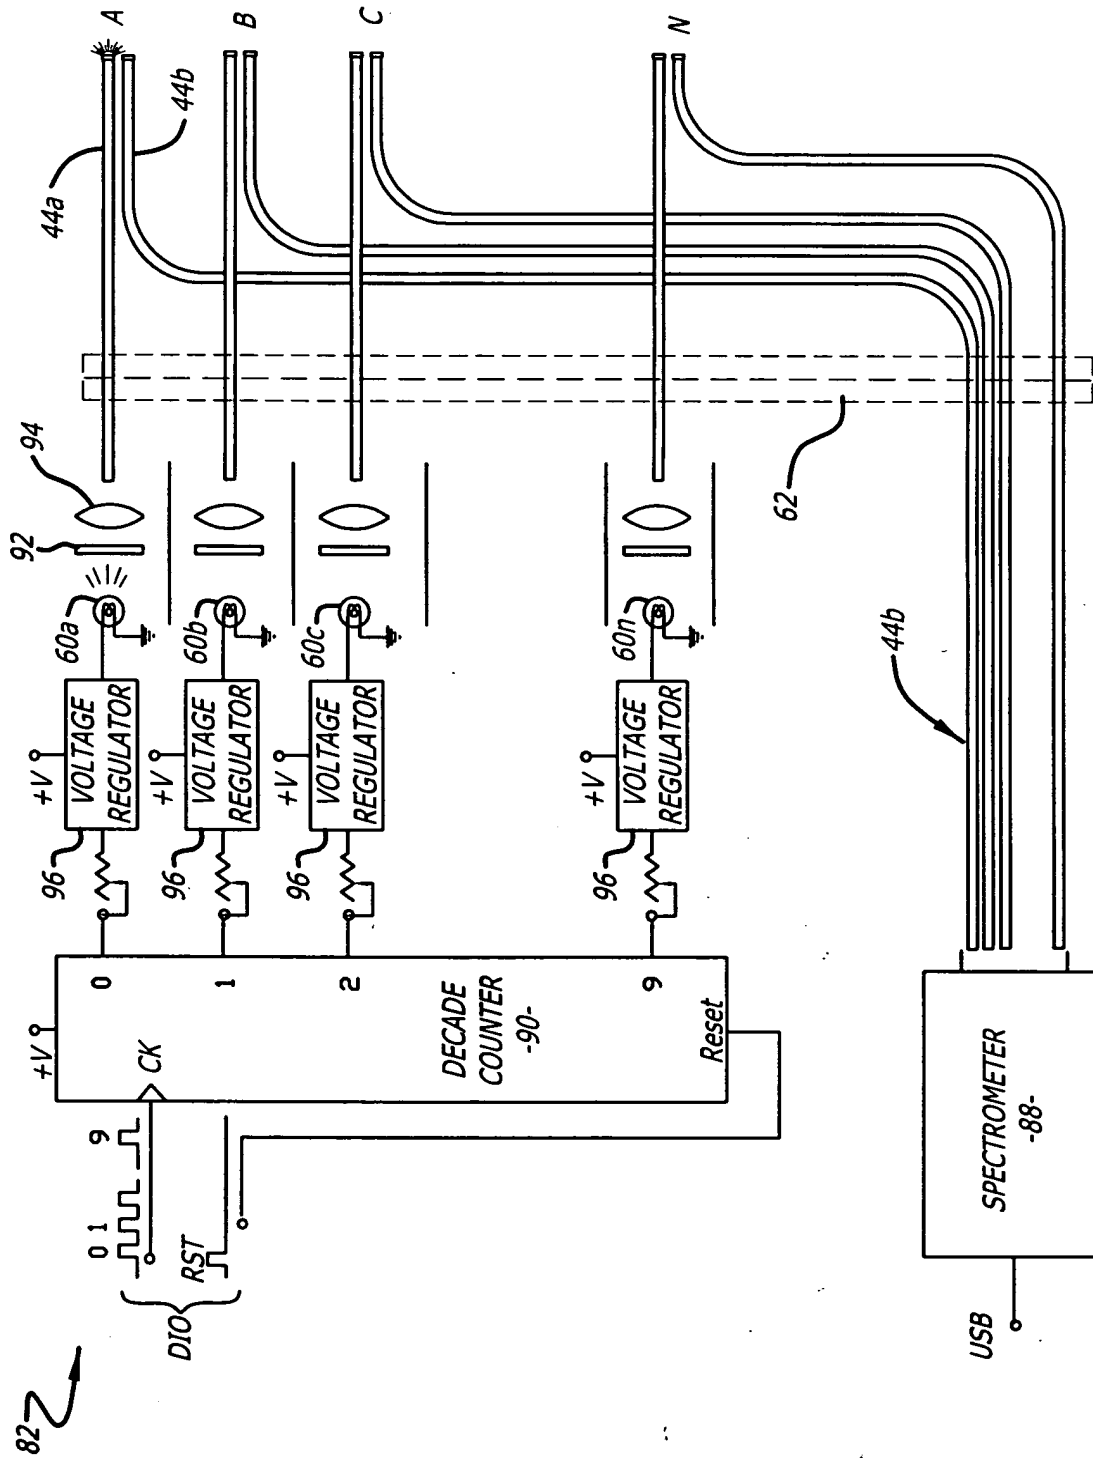 82
DIO
0 1 9
RST
+V
CK
DECADE
COUNTER
-90-
Reset
0
1
2
9
96
96
96
96
+V
VOLTAGE
REGULATOR
+V
VOLTAGE
REGULATOR
+V
VOLTAGE
REGULATOR
+V
VOLTAGE
REGULATOR
60a
60b
60c
60n
92
94
62
44a
44b
A
B
C
N
44b
USB
SPECTROMETER
-88-